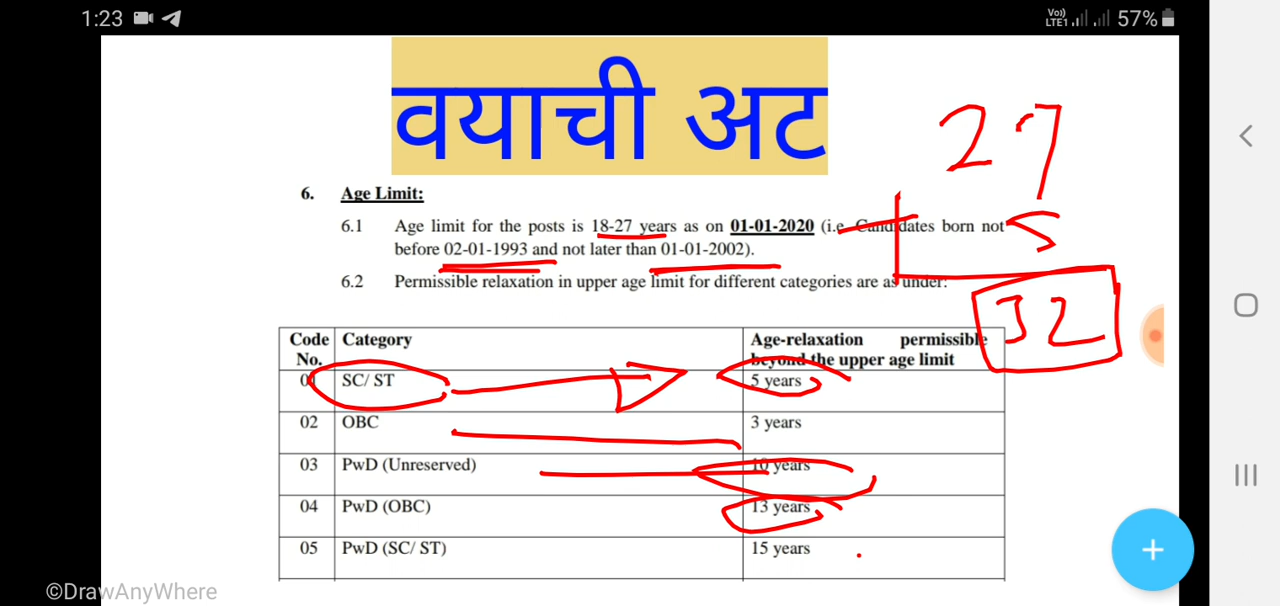 1:23
Vo)) LTE1 57%
वयाची अट
27
6. Age Limit:
6.1 Age limit for the posts is 18-27 years as on 01-01-2020 (i.e. Candidates born not
5
before 02-01-1993 and not later than 01-01-2002).
6.2 Permissible relaxation in upper age limit for different categories are as under:
32
Code No. Category Age-relaxation permissible beyond the upper age limit
01 SC/ ST 5 years
02 OBC 3 years
03 PwD (Unreserved) 10 years
04 PwD (OBC) 13 years
05 PwD (SC/ ST) 15 years
©DrawAnyWhere